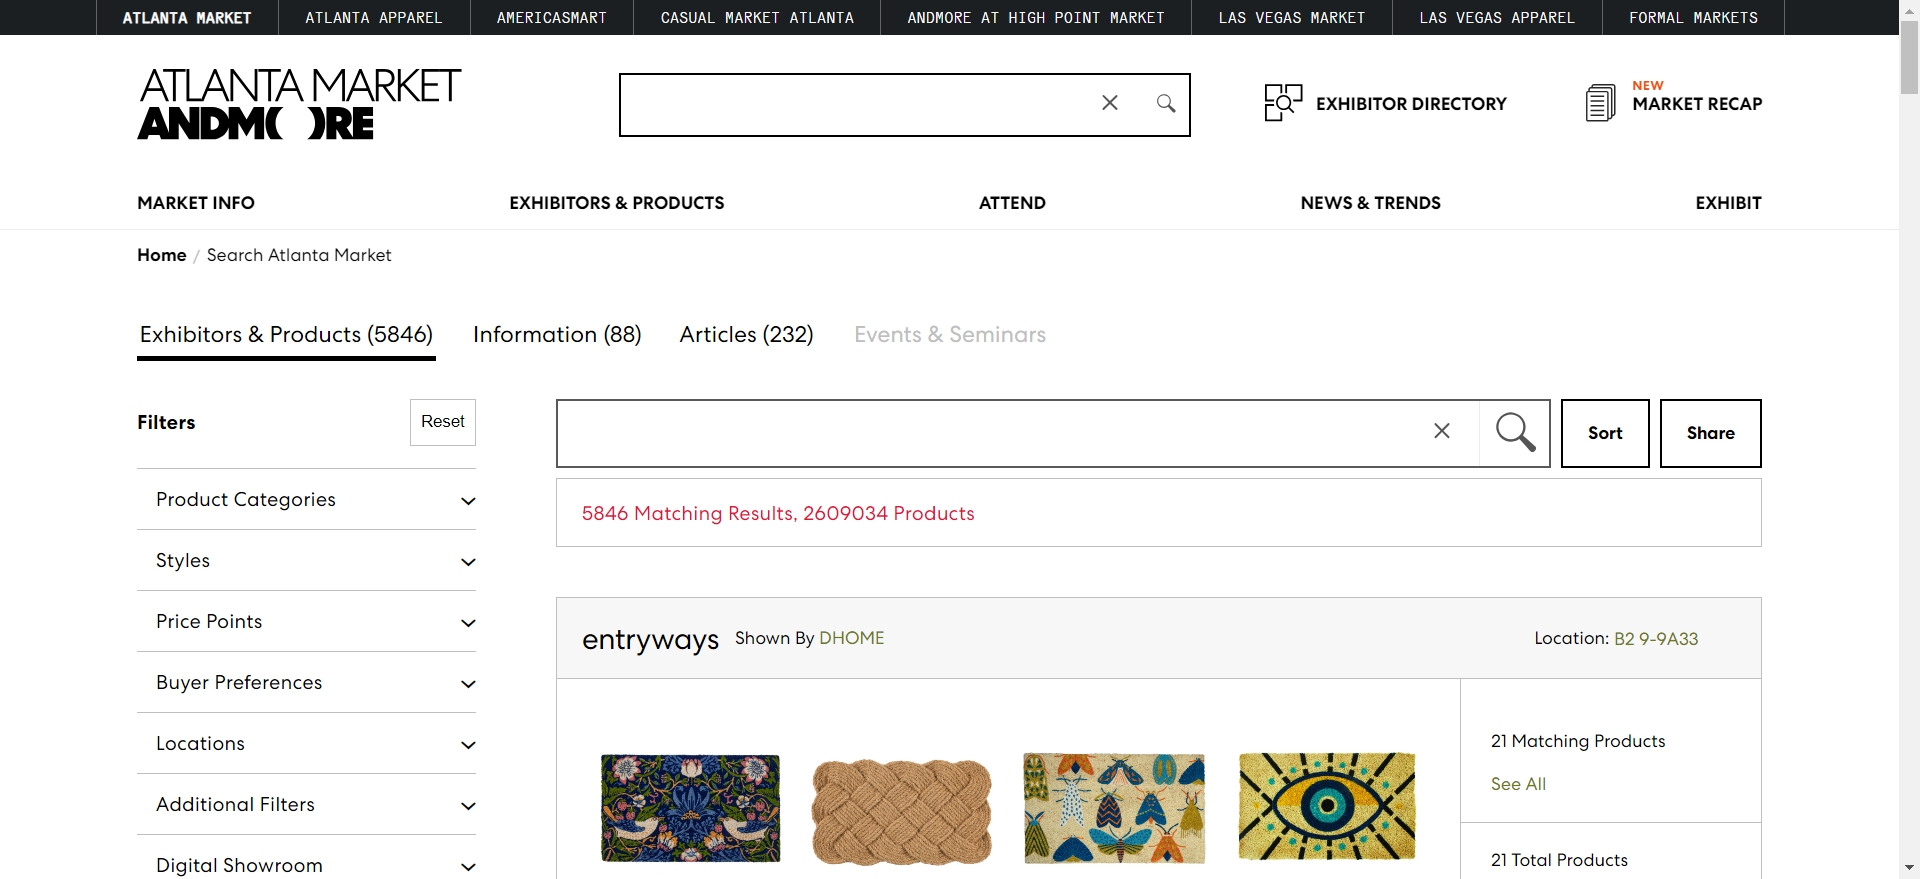 ATLANTA MARKET
ATLANTA APPAREL
AMERICASMART
CASUAL MARKET ATLANTA
ANDMORE AT HIGH POINT MARKET
LAS VEGAS MARKET
LAS VEGAS APPAREL
FORMAL MARKETS
ATLANTA MARKET
ANDM( )RE
EXHIBITOR DIRECTORY
NEW
MARKET RECAP
MARKET INFO
EXHIBITORS & PRODUCTS
ATTEND
NEWS & TRENDS
EXHIBIT
Home / Search Atlanta Market
Exhibitors & Products (5846)
Information (88)
Articles (232)
Events & Seminars
Filters
Reset
Product Categories
Styles
Price Points
Buyer Preferences
Locations
Additional Filters
Digital Showroom
Sort
Share
5846 Matching Results, 2609034 Products
entryways Shown By DHOME
Location: B2 9-9A33
21 Matching Products
See All
21 Total Products